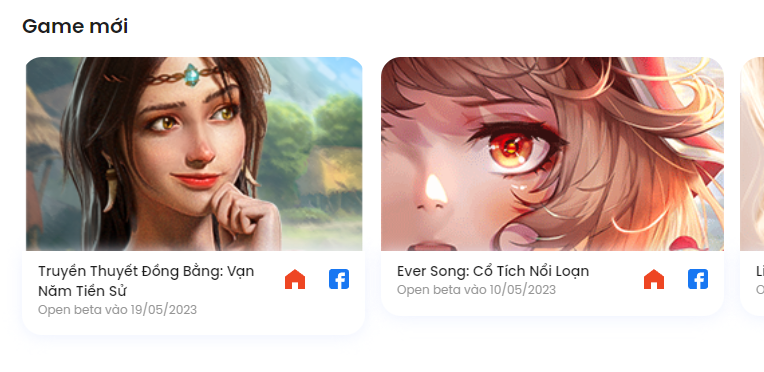 Game mới
Truyền Thuyết Đồng Bằng: Vạn
Năm Tiền Sử
Open beta vào 19/05/2023
Ever Song: Cổ Tích Nổi Loạn
Open beta vào 10/05/2023